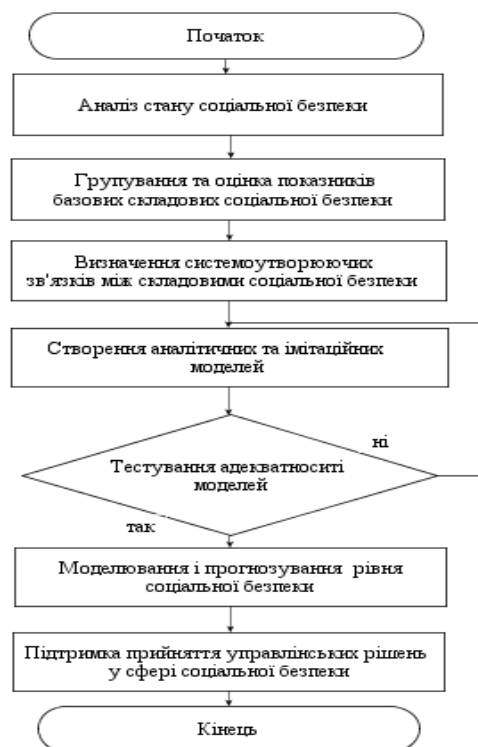 Початок
Аналіз стану соціальної безпеки
Групування та оцінка показників
базових складових соціальної безпеки
Визначення системоутворюючих
зв'язків між складовими соціальної безпеки
Створення аналітичних та імітаційних
моделей
ні
Тестування адекватноситі
моделей
так
Моделювання і прогнозування рівня
соціальної безпеки
Підтримка прийняття управлінських рішень
у сфері соціальної безпеки
Кінець